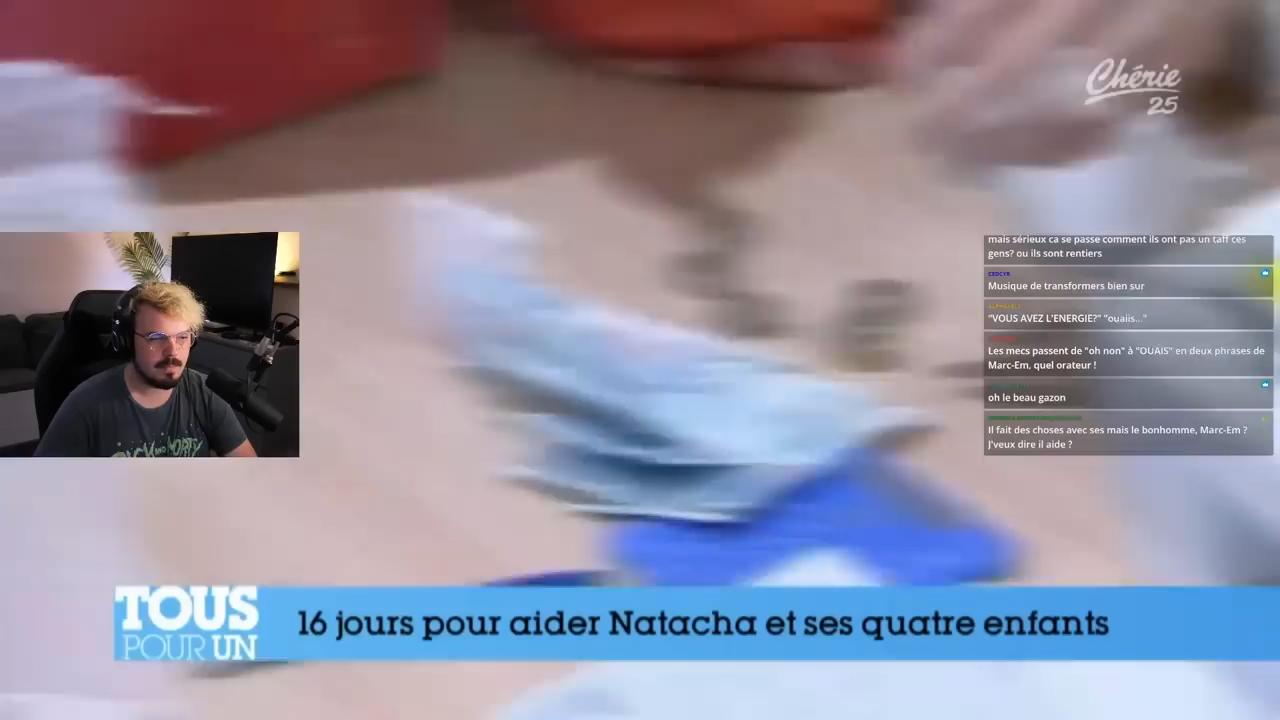 Chérie
25
mais sérieux ca se passe comment ils ont pas un taff ces
gens? ou ils sont rentiers
CEDCYR
Musique de transformers bien sur
"VOUS AVEZ L'ENERGIE?" "ouaiis..."
Les mecs passent de "oh non" à "OUAIS" en deux phrases de
Marc-Em, quel orateur !
oh le beau gazon
Il fait des choses avec ses mais le bonhomme, Marc-Em ?
J'veux dire il aide ?
TOUS
POUR UN
16 jours pour aider Natacha et ses quatre enfants